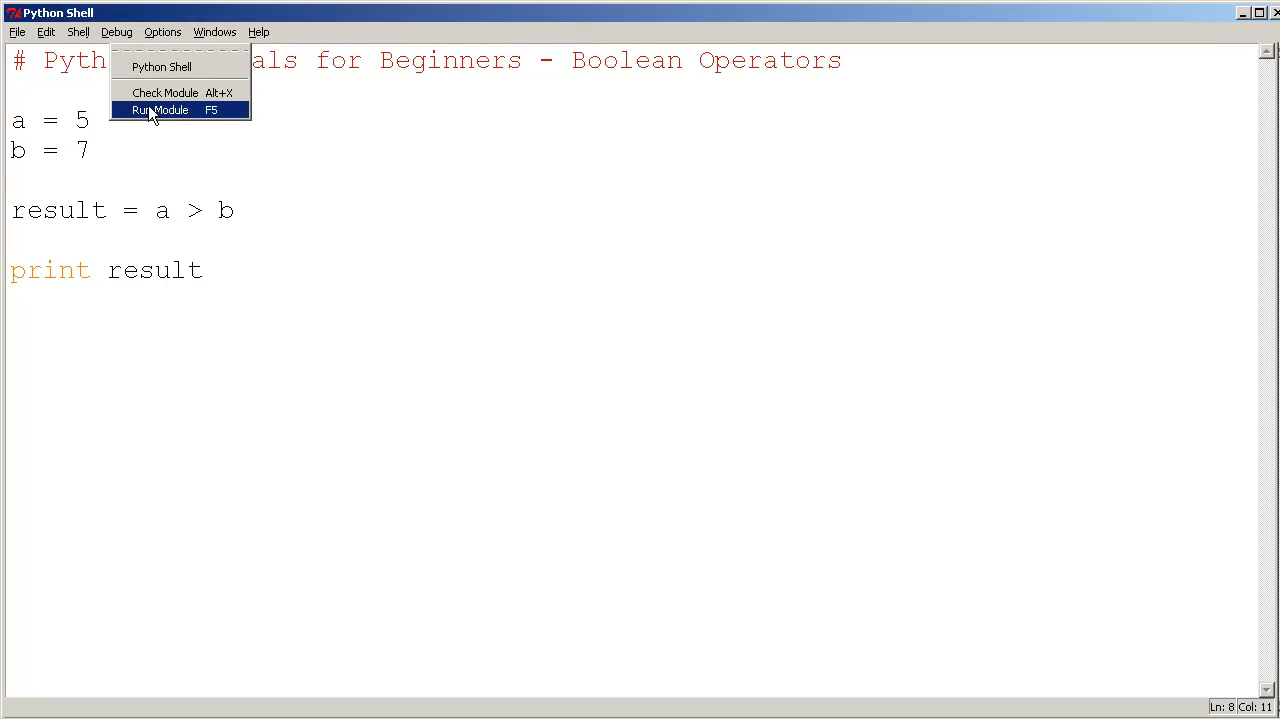 Python Shell
File Edit Shell Debug Options Windows Help
# Pyth als for Beginners - Boolean Operators
Python Shell
Check Module Alt+X
Run Module F5
a = 5
b = 7
result = a > b
print result
Ln: 8 Col: 11